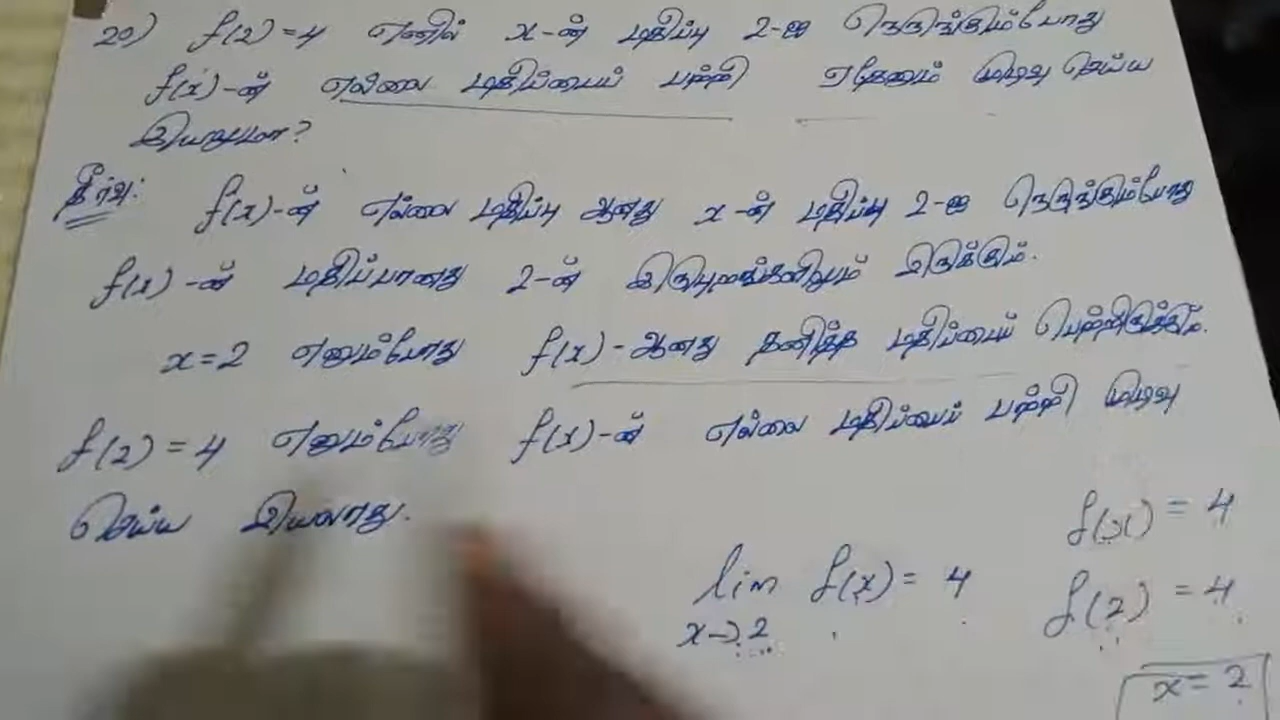 20) f(2)=4 எனில் x-ன் மதிப்பு 2-ஐ நெருங்கும்போது
f(x)-ன் எல்லை மதிப்பைப் பற்றி ஏதேனும் முடிவு செய்ய
இயலுமா?
தீர்வு: f(x)-ன் எல்லை மதிப்பு ஆனது x-ன் மதிப்பு 2-ஐ நெருங்கும்போது
f(x)-ன் மதிப்பானது 2-ன் இருபுறங்களிலும் இருக்கும்.
x=2 எனும்போது f(x)-ஆனது தனித்த மதிப்பைப் பெற்றிருக்கும்.
f(2)=4 எனும்போது f(x)-ன் எல்லை மதிப்பைப் பற்றி முடிவு
செய்ய இயலாது.
f(x) = 4
lim f(x) = 4
x→2
f(2) = 4
x=2